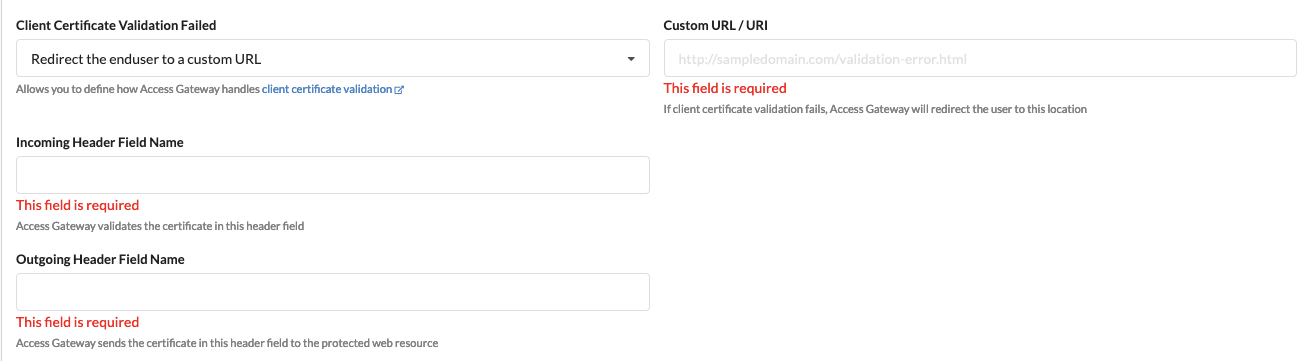 Client Certificate Validation Failed
Redirect the enduser to a custom URL
Allows you to define how Access Gateway handles client certificate validation
Custom URL / URI
http://sampledomain.com/validation-error.html
This field is required
If client certificate validation fails, Access Gateway will redirect the user to this location
Incoming Header Field Name
This field is required
Access Gateway validates the certificate in this header field
Outgoing Header Field Name
This field is required
Access Gateway sends the certificate in this header field to the protected web resource